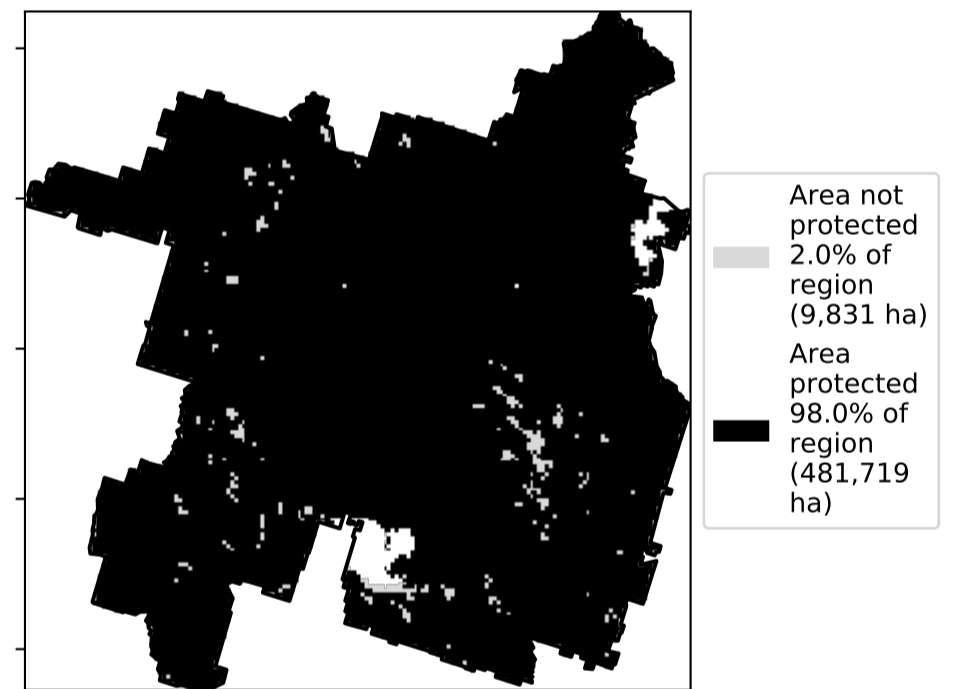 Area not
protected
2.0% of
region
(9,831 ha)
Area
protected
98.0% of
region
(481,719
ha)